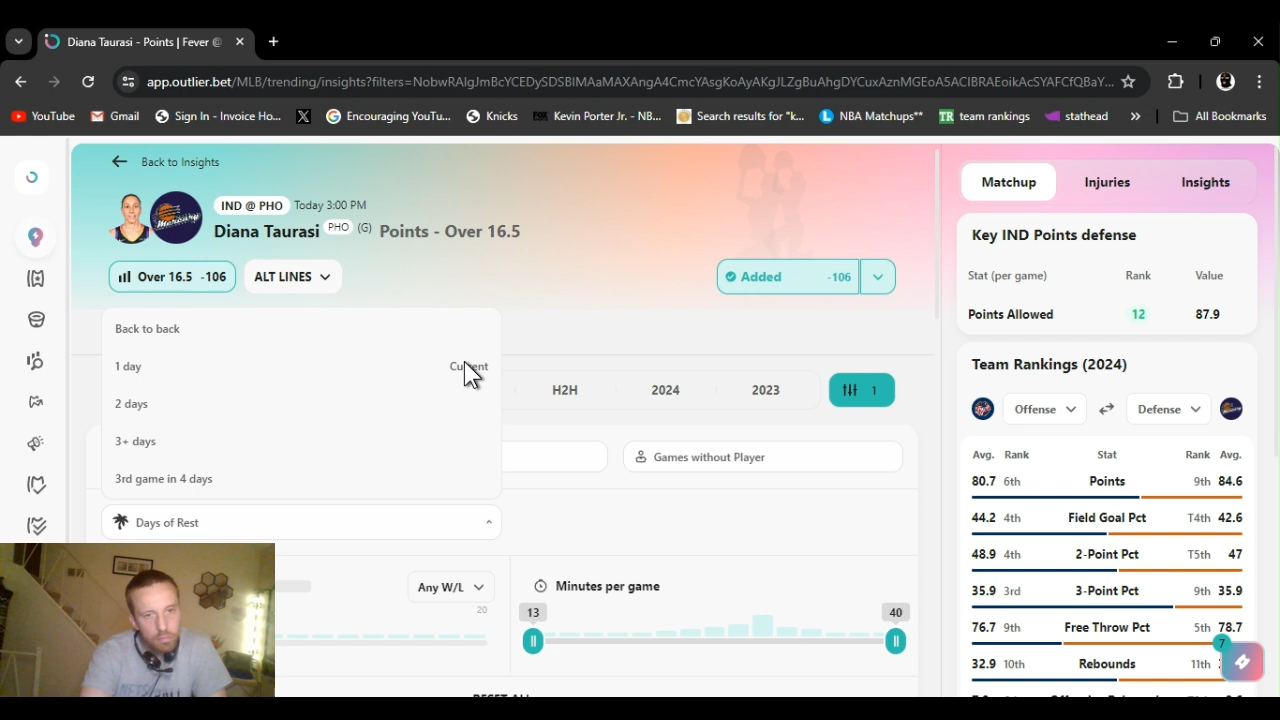 Diana Taurasi - Points | Fever @
app.outlier.bet/MLB/trending/insights?filters=NobwRAlgJmBcYCEDySDSBIMAaMAXAngA4CmcYAsgKoAyAKgJLZgBuAhgDYCuxAznMGEoA5ACIBRAEoikAcSYAFCfQBaY...
YouTube
Gmail
Sign In - Invoice Ho...
Encouraging YouTu...
Knicks
Kevin Porter Jr. - NB...
Search results for "k...
NBA Matchups**
TR team rankings
stathead
»
All Bookmarks
Back to Insights
IND @ PHO Today 3:00 PM
Diana Taurasi PHO (G) Points - Over 16.5
Over 16.5 -106
ALT LINES
Added -106
Back to back
1 day
2 days
3+ days
3rd game in 4 days
H2H
2024
2023
1
Games without Player
Days of Rest
Any W/L
20
Minutes per game
13
40
Matchup
Injuries
Insights
Key IND Points defense
Stat (per game) Rank Value
Points Allowed 12 87.9
Team Rankings (2024)
Offense
Defense
Avg. Rank Stat Rank Avg.
80.7 6th Points 9th 84.6
44.2 4th Field Goal Pct T4th 42.6
48.9 4th 2-Point Pct T5th 47
35.9 3rd 3-Point Pct 9th 35.9
76.7 9th Free Throw Pct 5th 78.7
7
32.9 10th Rebounds 11th